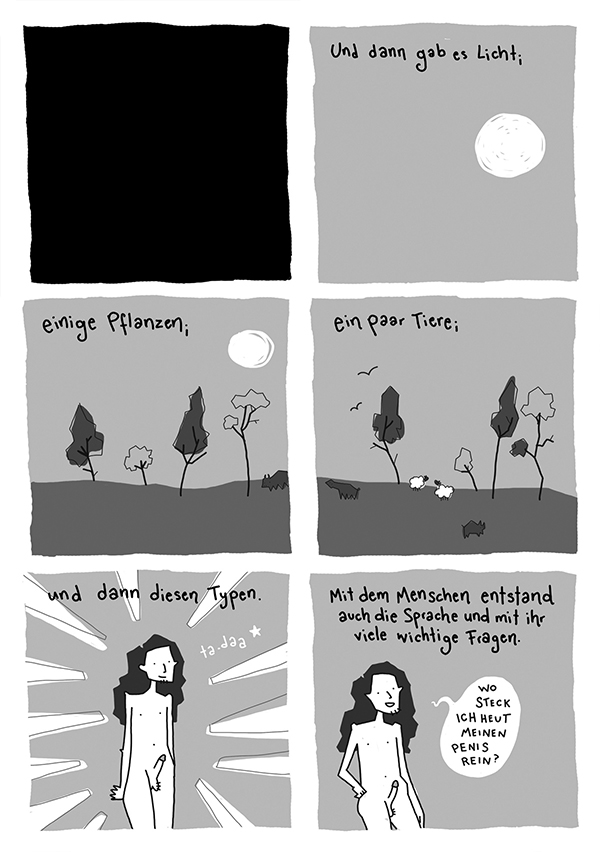 Und dann gab es Licht;
einige Pflanzen;
ein paar Tiere;
und dann diesen Typen.
ta-daa
Mit dem Menschen entstand
auch die Sprache und mit ihr
viele wichtige Fragen.
WO
STECK
ICH HEUT
MEINEN
PENIS
REIN?